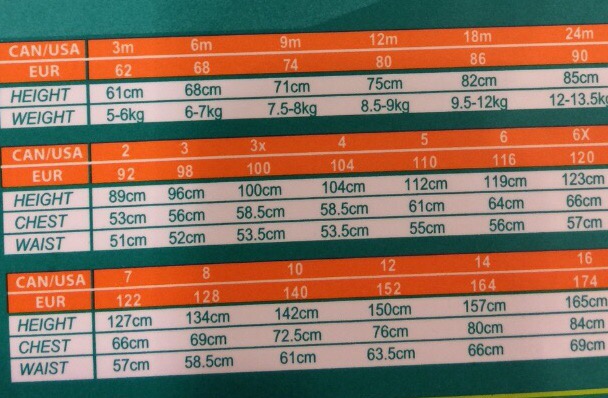 CAN/USA 3m 6m 9m 12m 18m 24m
EUR 62 68 74 80 86 90
HEIGHT 61cm 68cm 71cm 75cm 82cm 85cm
WEIGHT 5-6kg 6-7kg 7.5-8kg 8.5-9kg 9.5-12kg 12-13.5kg
CAN/USA 2 3 3x 4 5 6 6X
EUR 92 98 100 104 110 116 120
HEIGHT 89cm 96cm 100cm 104cm 112cm 119cm 123cm
CHEST 53cm 56cm 58.5cm 58.5cm 61cm 64cm 66cm
WAIST 51cm 52cm 53.5cm 53.5cm 55cm 56cm 57cm
CAN/USA 7 8 10 12 14 16
EUR 122 128 140 152 164 174
HEIGHT 127cm 134cm 142cm 150cm 157cm 165cm
CHEST 66cm 69cm 72.5cm 76cm 80cm 84cm
WAIST 57cm 58.5cm 61cm 63.5cm 66cm 69cm